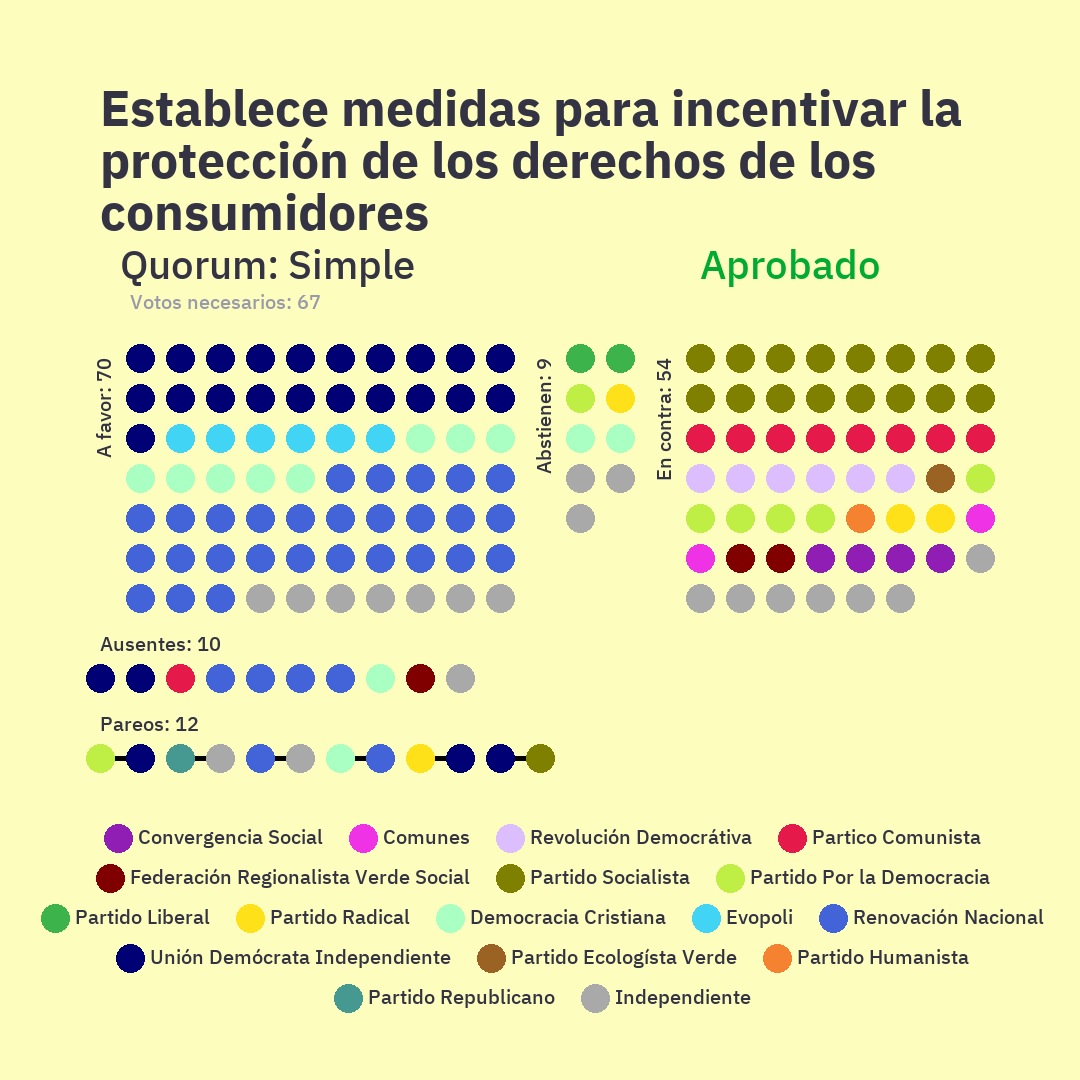 Establece medidas para incentivar la
protección de los derechos de los
consumidores
Quorum: Simple
Aprobado
Votos necesarios: 67
A favor: 70
Abstienen: 9
En contra: 54
Ausentes: 10
Pareos: 12
Convergencia Social
Comunes
Revolución Democrátiva
Partico Comunista
Federación Regionalista Verde Social
Partido Socialista
Partido Por la Democracia
Partido Liberal
Partido Radical
Democracia Cristiana
Evopoli
Renovación Nacional
Unión Demócrata Independiente
Partido Ecologísta Verde
Partido Humanista
Partido Republicano
Independiente